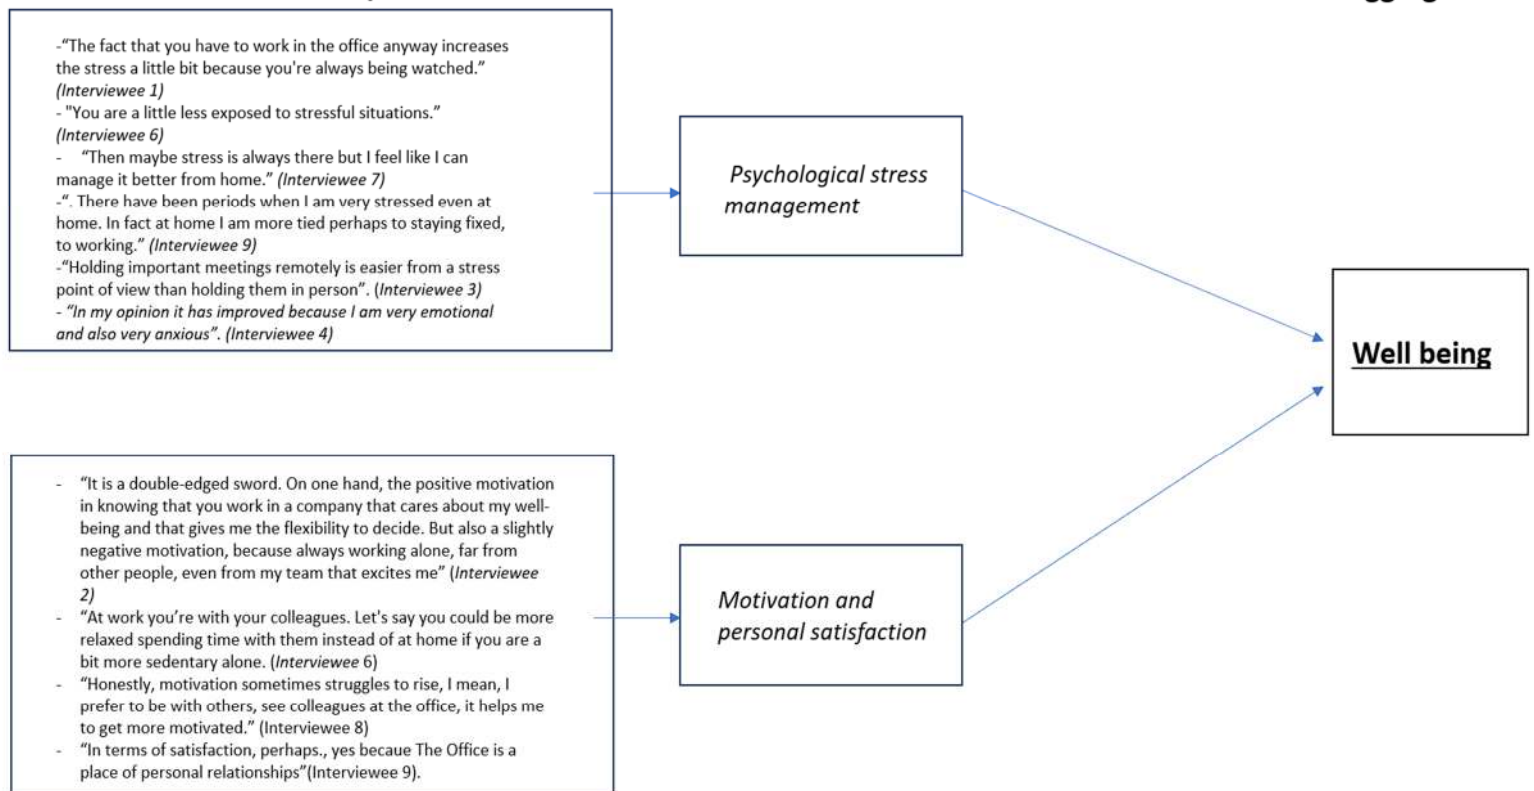 -“The fact that you have to work in the office anyway increases
the stress a little bit because you're always being watched.”
(Interviewee 1)
- "You are a little less exposed to stressful situations.”
(Interviewee 6)
- “Then maybe stress is always there but I feel like I can
manage it better from home.” (Interviewee 7)
-“. There have been periods when I am very stressed even at
home. In fact at home I am more tied perhaps to staying fixed,
to working.” (Interviewee 9)
-“Holding important meetings remotely is easier from a stress
point of view than holding them in person”. (Interviewee 3)
- “In my opinion it has improved because I am very emotional
and also very anxious”. (Interviewee 4)
Psychological stress
management
Well being
- “It is a double-edged sword. On one hand, the positive motivation
in knowing that you work in a company that cares about my well-
being and that gives me the flexibility to decide. But also a slightly
negative motivation, because always working alone, far from
other people, even from my team that excites me” (Interviewee
2)
- “At work you’re with your colleagues. Let's say you could be more
relaxed spending time with them instead of at home if you are a
bit more sedentary alone. (Interviewee 6)
- “Honestly, motivation sometimes struggles to rise, I mean, I
prefer to be with others, see colleagues at the office, it helps me
to get more motivated.” (Interviewee 8)
- “In terms of satisfaction, perhaps., yes becaue The Office is a
place of personal relationships”(Interviewee 9).
Motivation and
personal satisfaction